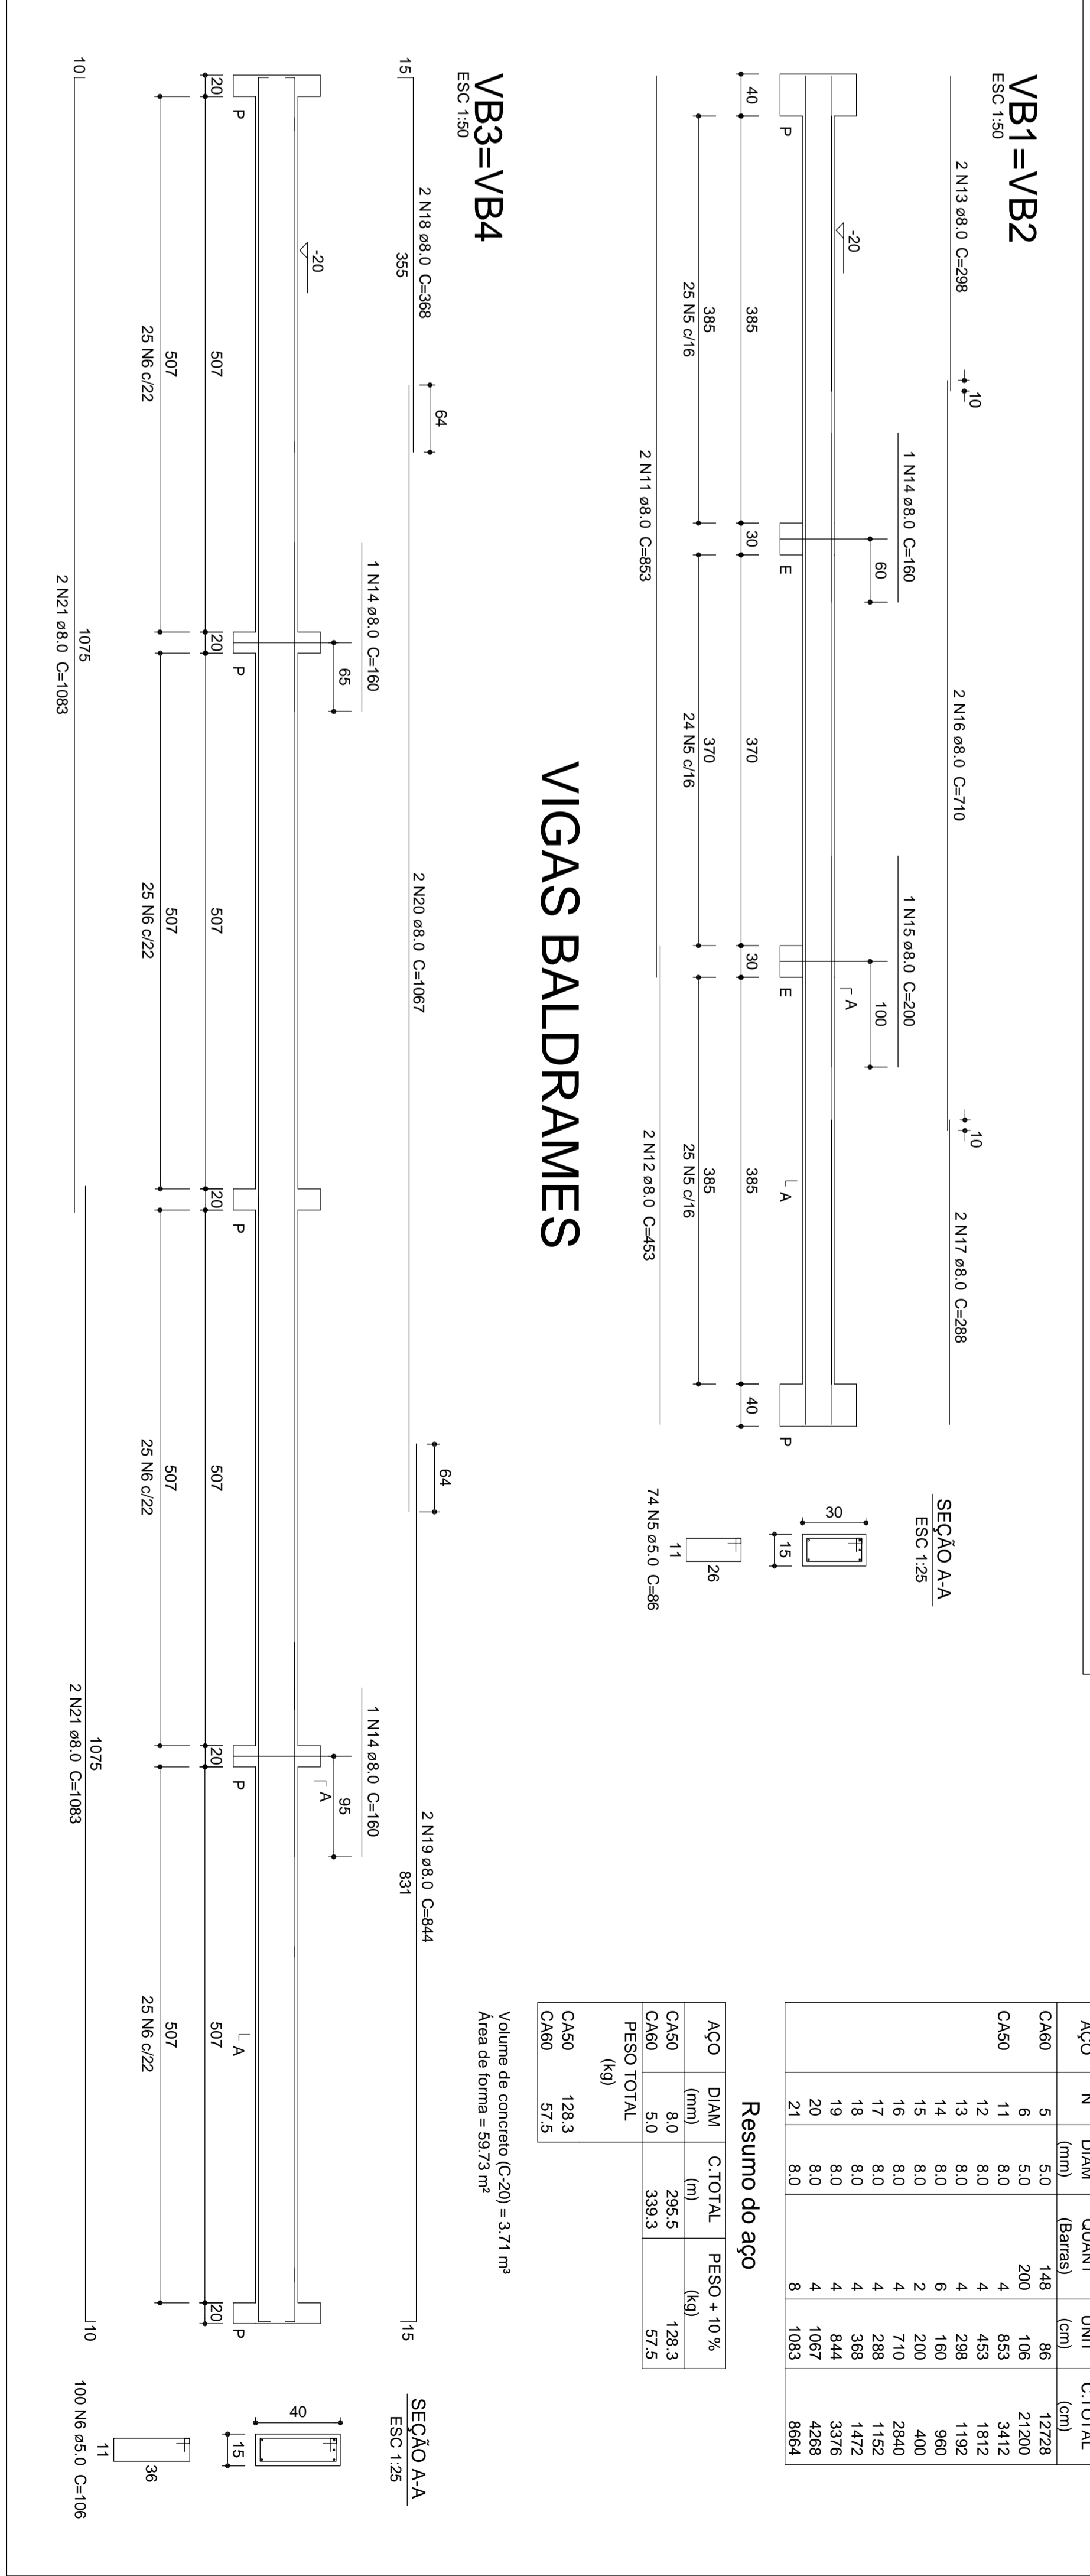 VB1=VB2
ESC 1:50
2 N13 ø8.0 C=298
10
2 N16 ø8.0 C=710
10
2 N17 ø8.0 C=288
1 N14 ø8.0 C=160
60
1 N15 ø8.0 C=200
100
A
-20
40
P
E
E
A
P
385
30
370
30
385
40
385
25 N5 c/16
370
24 N5 c/16
385
25 N5 c/16
2 N11 ø8.0 C=853
2 N12 ø8.0 C=453
SEÇÃO A-A
ESC 1:25
30
15
26
11
74 N5 ø5.0 C=86
VIGAS BALDRAMES
VB3=VB4
ESC 1:50
15
2 N18 ø8.0 C=368
355
64
2 N20 ø8.0 C=1067
64
2 N19 ø8.0 C=844
831
15
1 N14 ø8.0 C=160
65
1 N14 ø8.0 C=160
95
A
-20
P
P
P
P
A
P
20
507
20
507
20
507
20
507
20
507
25 N6 c/22
507
25 N6 c/22
507
25 N6 c/22
507
25 N6 c/22
10
1075
2 N21 ø8.0 C=1083
1075
2 N21 ø8.0 C=1083
10
SEÇÃO A-A
ESC 1:25
40
15
36
11
100 N6 ø5.0 C=106
AÇO N DIAM QUANT UNIT C.TOTAL
(mm) (Barras) (cm) (cm)
CA60 5 5.0 148 86 12728
6 5.0 200 106 21200
CA50 11 8.0 4 853 3412
12 8.0 4 453 1812
13 8.0 4 298 1192
14 8.0 6 160 960
15 8.0 2 200 400
16 8.0 4 710 2840
17 8.0 4 288 1752
18 8.0 4 368 1472
19 8.0 4 844 3376
20 8.0 4 1067 4268
21 8.0 8 1083 8664
Resumo do aço
AÇO DIAM C.TOTAL PESO + 10 %
(mm) (m) (kg)
CA50 8.0 295.5 128.3
CA60 5.0 339.3 57.5
PESO TOTAL
(kg)
CA50 128.3
CA60 57.5
Volume de concreto (C-20) = 3.71 m³
Área de forma = 59.73 m²